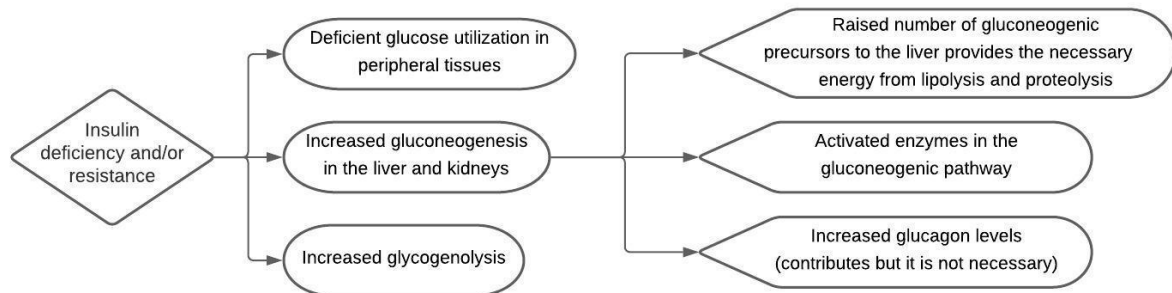 Insulin
deficiency and/or
resistance
Deficient glucose utilization in
peripheral tissues
Increased gluconeogenesis
in the liver and kidneys
Increased glycogenolysis
Raised number of gluconeogenic
precursors to the liver provides the necessary
energy from lipolysis and proteolysis
Activated enzymes in the
gluconeogenic pathway
Increased glucagon levels
(contributes but it is not necessary)